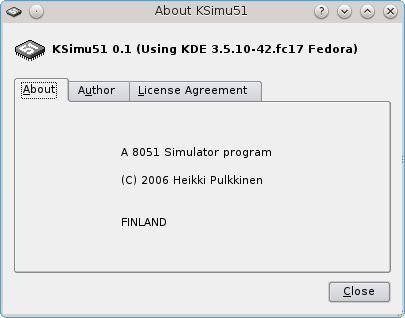 About KSimu51
KSimu51 0.1 (Using KDE 3.5.10-42.fc17 Fedora)
About
Author
License Agreement
A 8051 Simulator program
(C) 2006 Heikki Pulkkinen
FINLAND
Close